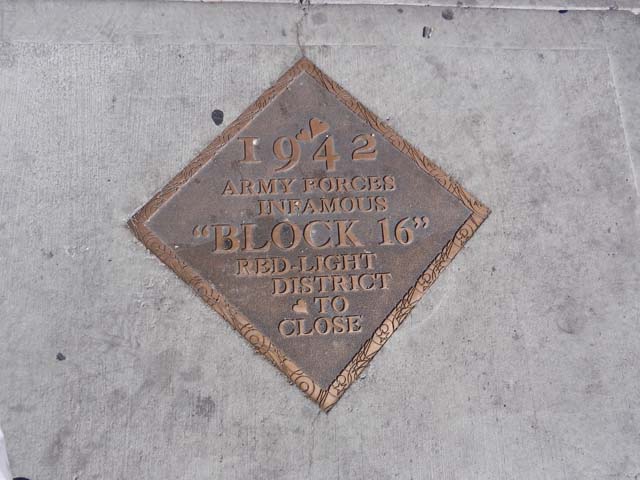 1942
ARMY FORCES
INFAMOUS
"BLOCK 16"
RED-LIGHT
DISTRICT
TO
CLOSE